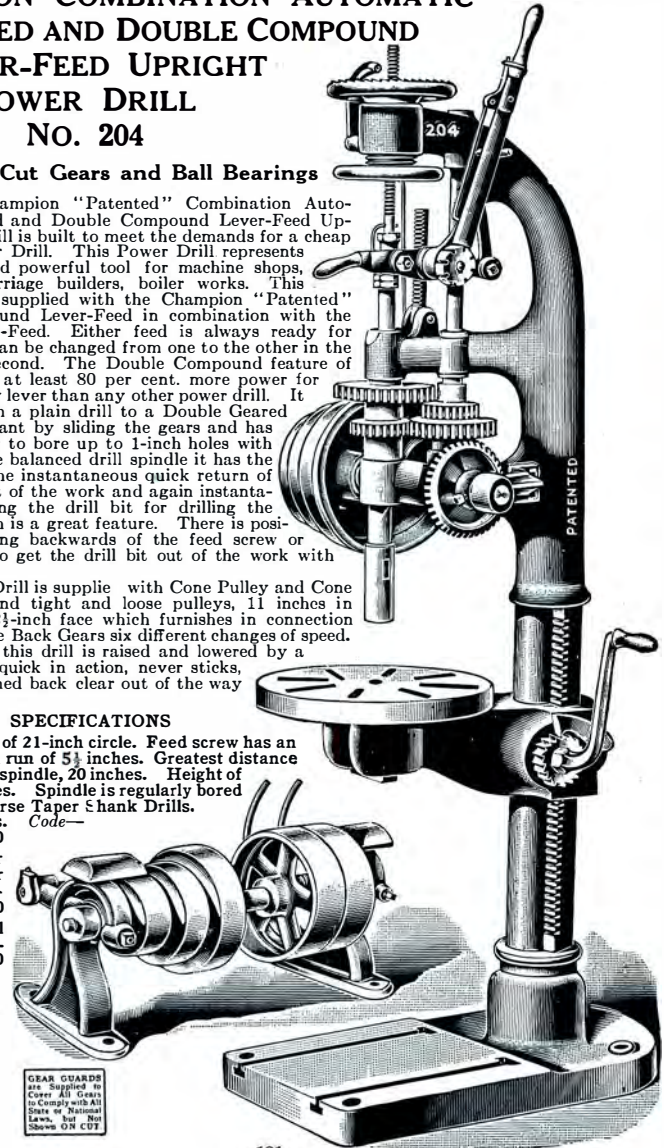 COMBINATION AUTOMATIC
AND DOUBLE COMPOUND
-FEED UPRIGHT
DRILL
NO. 204
Cut Gears and Ball Bearings
204
ampion "Patented" Combination Auto-
d and Double Compound Lever-Feed Up-
ill is built to meet the demands for a cheap
r Drill. This Power Drill represents
d powerful tool for machine shops,
rriage builders, boiler works. This
supplied with the Champion "Patented"
und Lever-Feed in combination with the
-Feed. Either feed is always ready for
an be changed from one to the other in the
econd. The Double Compound feature of
at least 80 per cent. more power for
lever than any other power drill. It
m a plain drill to a Double Geared
ant by sliding the gears and has
to bore up to 1-inch holes with
e balanced drill spindle it has the
he instantaneous quick return of
of the work and again instanta-
ng the drill bit for drilling the
n is a great feature. There is posi-
ng backwards of the feed screw or
o get the drill bit out of the work with
PATENTED
Drill is supplie with Cone Pulley and Cone
nd tight and loose pulleys, 11 inches in
½-inch face which furnishes in connection
e Back Gears six different changes of speed.
this drill is raised and lowered by a
quick in action, never sticks,
ned back clear out of the way
SPECIFICATIONS
of 21-inch circle. Feed screw has an
run of 5½ inches. Greatest distance
spindle, 20 inches. Height of
es. Spindle is regularly bored
rse Taper Shank Drills.
s. Code—
GEAR GUARDS
are Supplied to
Cover All Gears
to Comply with All
State or National
Laws, but Not
Shown ON CUT